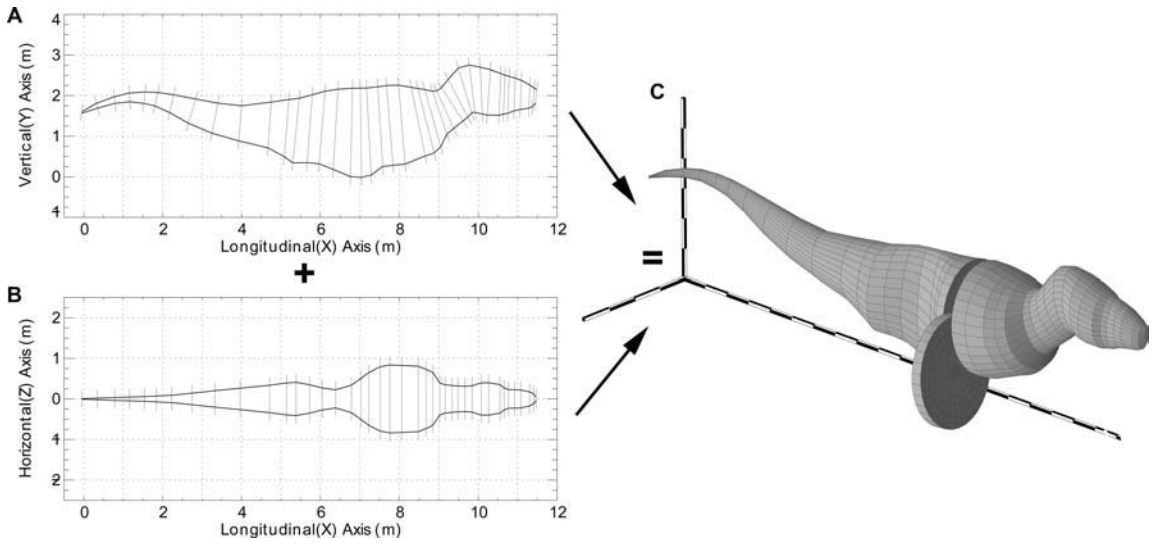 A
Vertical(Y) Axis (m)
4
3
2
1
0
1
0 2 4 6 8 10 12
Longitudinal(X) Axis (m)
+
B
Horizontal(Z) Axis (m)
2
1
0
1
2
0 2 4 6 8 10 12
Longitudinal(X) Axis (m)
=
C